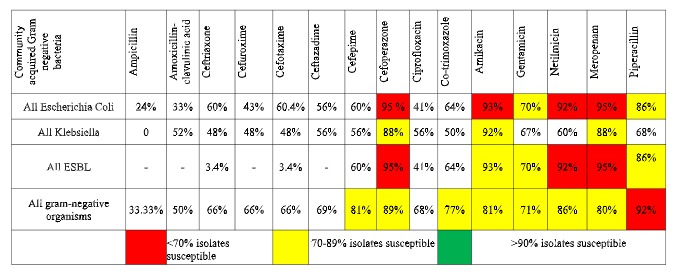 Community
acquired Gram
negative
bacteria
Ampicillin
Amoxicillin-
clavulinic acid
Ceftriaxone
Cefturoxime
Cefotaxime
Ceftazadime
Cefepime
Cefoperazone
Ciprofloxacin
Co-trimoxazole
Amikacin
Gentamicin
Netilmicin
Meropenam
Piperacillin
All Escherichia Coli 24% 33% 60% 43% 60.4% 56% 60% 95 % 41% 64% 93% 70% 92% 95% 86%
All Klebsiella 0 52% 48% 48% 48% 56% 56% 88% 56% 50% 92% 67% 60% 88% 68%
All ESBL - - 3.4% - 3.4% - 60% 95% 41% 64% 93% 70% 92% 95% 86%
All gram-negative
organisms 33.33% 50% 66% 66% 66% 69% 81% 89% 68% 77% 81% 71% 86% 80% 92%
<70% isolates
susceptible
70-89% isolates susceptible
>90% isolates susceptible